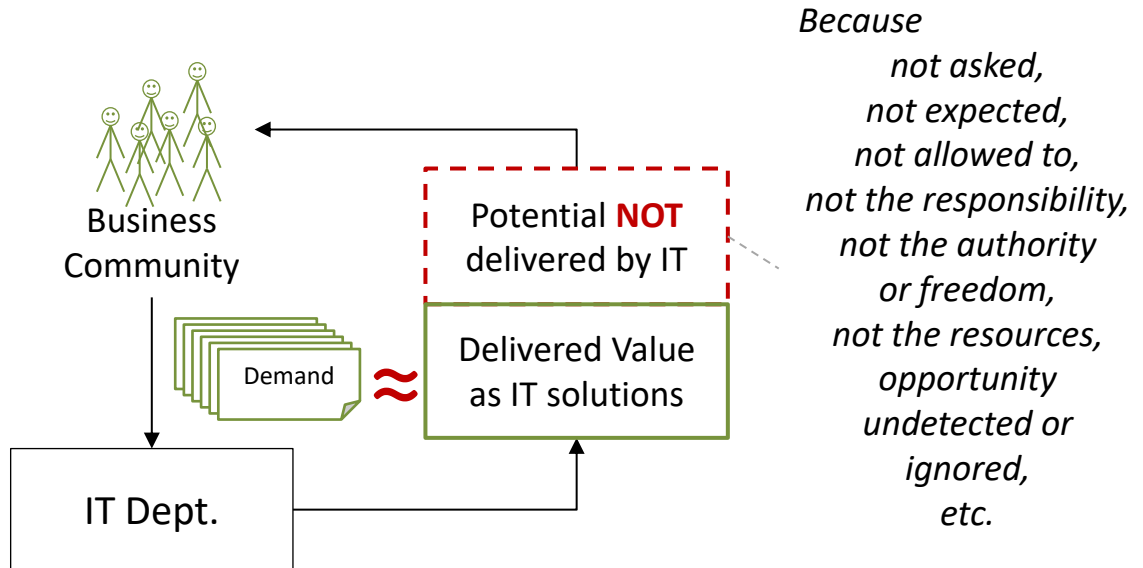 Because
not asked,
not expected,
not allowed to,
not the responsibility,
not the authority
or freedom,
not the resources,
opportunity
undetected or
ignored,
etc.
Business
Community
Potential NOT
delivered by IT
Demand
≈
Delivered Value
as IT solutions
IT Dept.